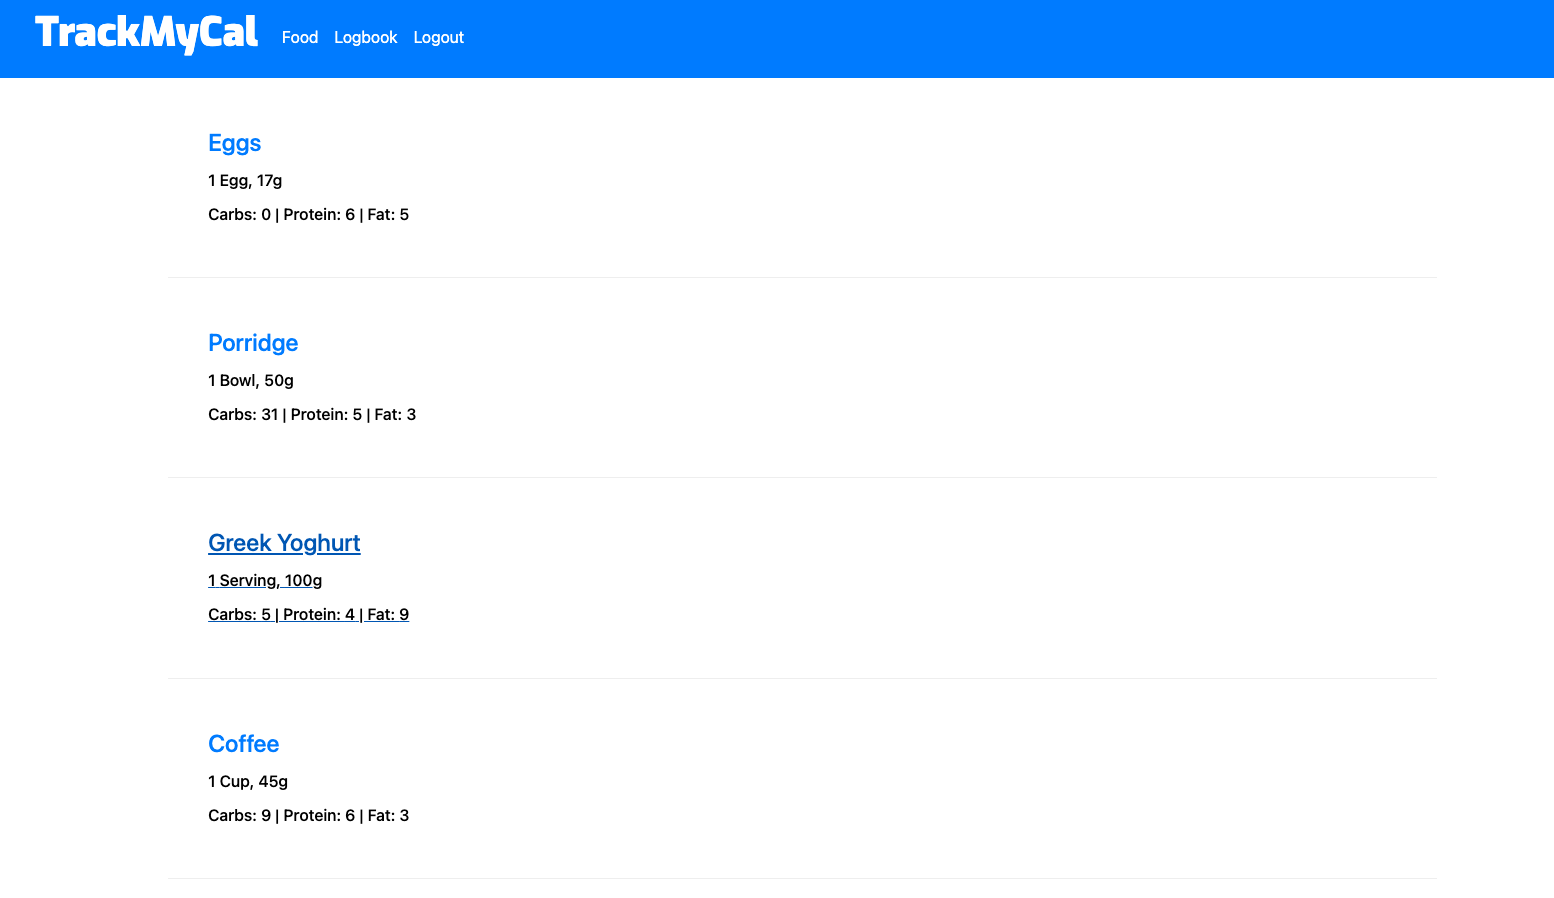 TrackMyCal Food Logbook Logout
Eggs
1 Egg, 17g
Carbs: 0 | Protein: 6 | Fat: 5
Porridge
1 Bowl, 50g
Carbs: 31 | Protein: 5 | Fat: 3
Greek Yoghurt
1 Serving, 100g
Carbs: 5 | Protein: 4 | Fat: 9
Coffee
1 Cup, 45g
Carbs: 9 | Protein: 6 | Fat: 3